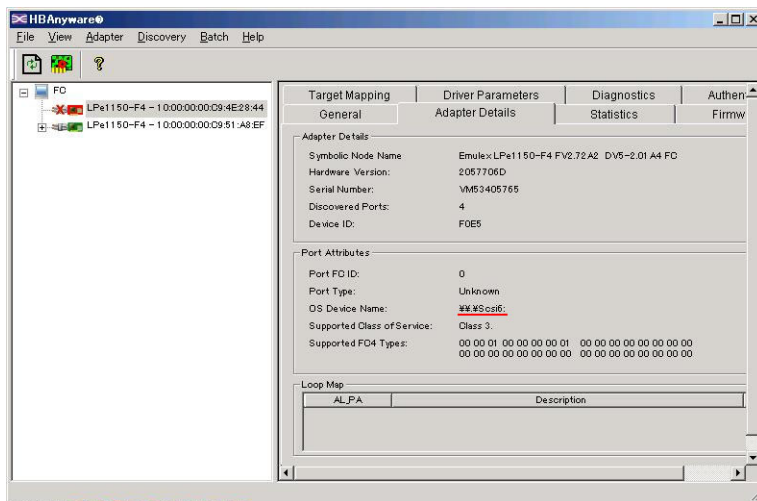 HBAnyware®
File View Adapter Discovery Batch Help
FC
LPe1150-F4 - 10:00:00:00:C9:4E:28:44
LPe1150-F4 - 10:00:00:00:C9:51:A8:EF
Target Mapping Driver Parameters Diagnostics Authen
General Adapter Details Statistics Firmw
Adapter Details
Symbolic Node Name Emulex LPe1150-F4 FV2.72A2 DV5-2.01A4 FC
Hardware Version: 2057706D
Serial Number: VM53405765
Discovered Ports: 4
Device ID: F0E5
Port Attributes
Port FC ID: 0
Port Type: Unknown
OS Device Name: ¥¥.¥Scsi6:
Supported Class of Service: Class 3.
Supported FC4 Types: 00 00 01 00 00 00 00 01 00 00 00 00 00 00 00 00
00 00 00 00 00 00 00 00 00 00 00 00 00 00 00 00
Loop Map
AL_PA Description